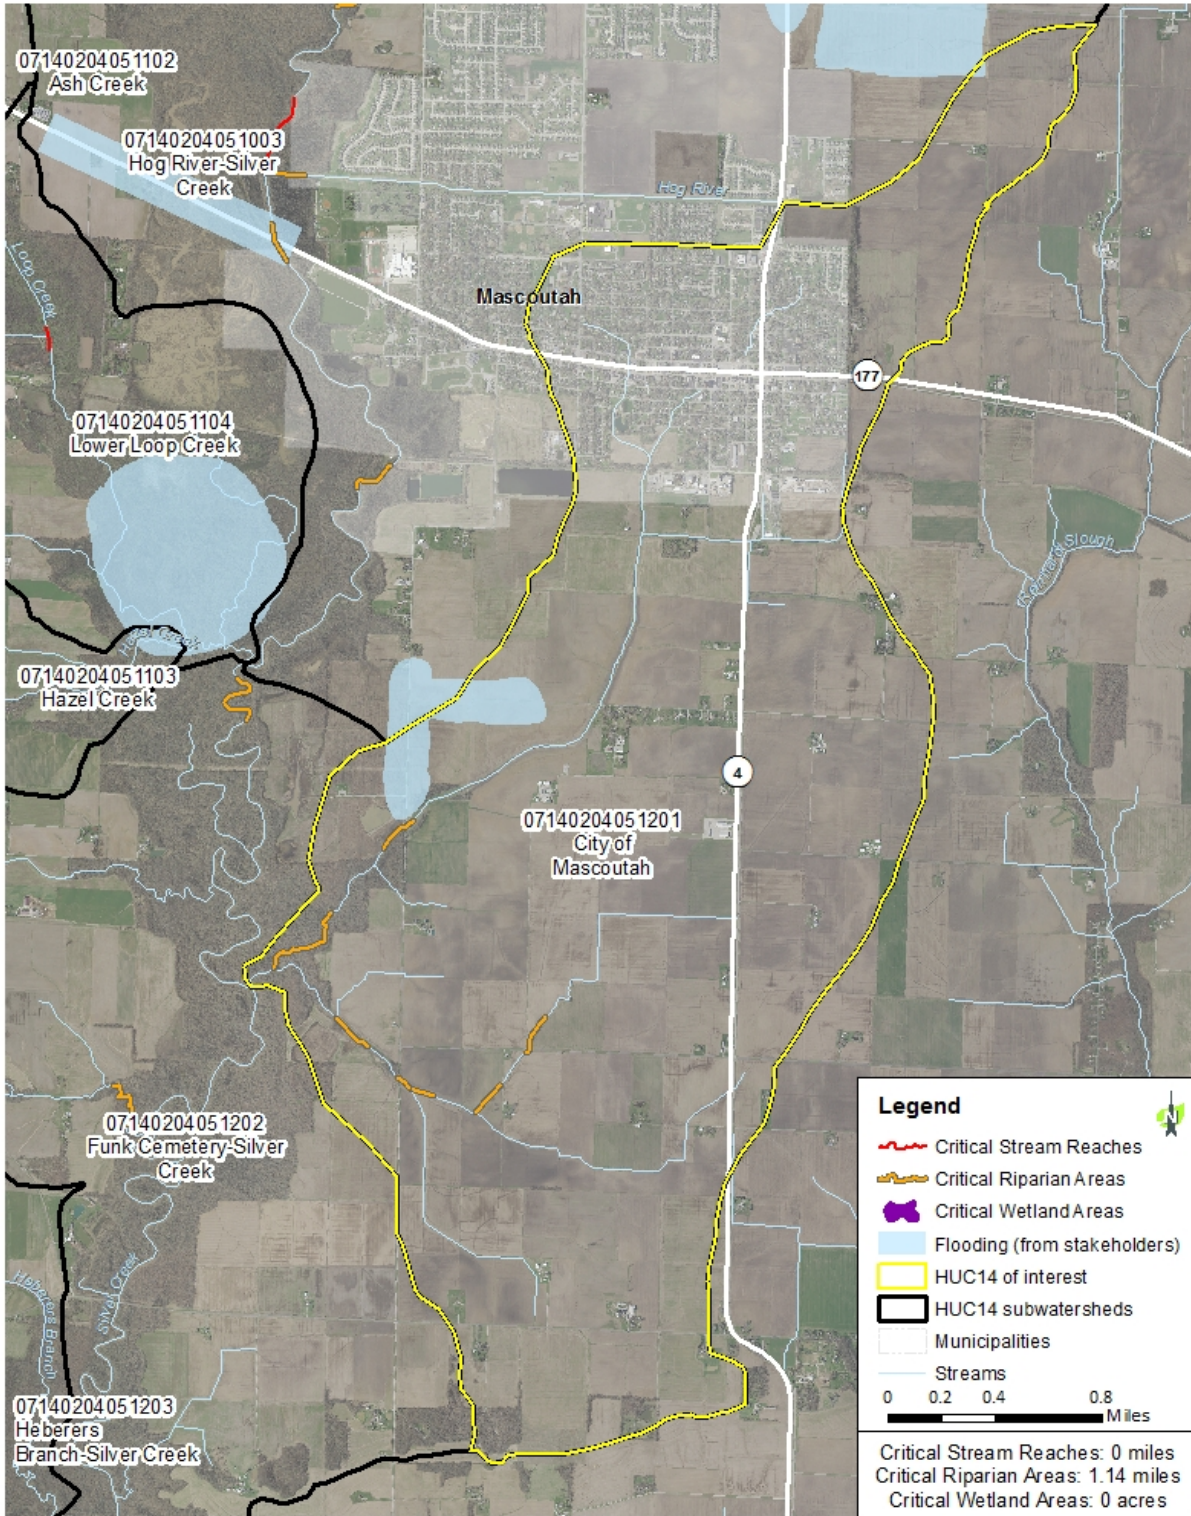 07140204051102
Ash Creek
07140204051003
Hog River-Silver
Creek
Hog River
Loop Creek
Mascoutah
177
07140204051104
Lower Loop Creek
Reinhardt Slough
Hazel Creek
07140204051103
Hazel Creek
4
07140204051201
City of
Mascoutah
07140204051202
Funk Cemetery-Silver
Creek
Silver Creek
Heberers Branch
07140204051203
Heberers
Branch-Silver Creek
Legend
N
Critical Stream Reaches
Critical Riparian Areas
Critical Wetland Areas
Flooding (from stakeholders)
HUC14 of interest
HUC14 subwatersheds
Municipalities
Streams
0 0.2 0.4 0.8
Miles
Critical Stream Reaches: 0 miles
Critical Riparian Areas: 1.14 miles
Critical Wetland Areas: 0 acres